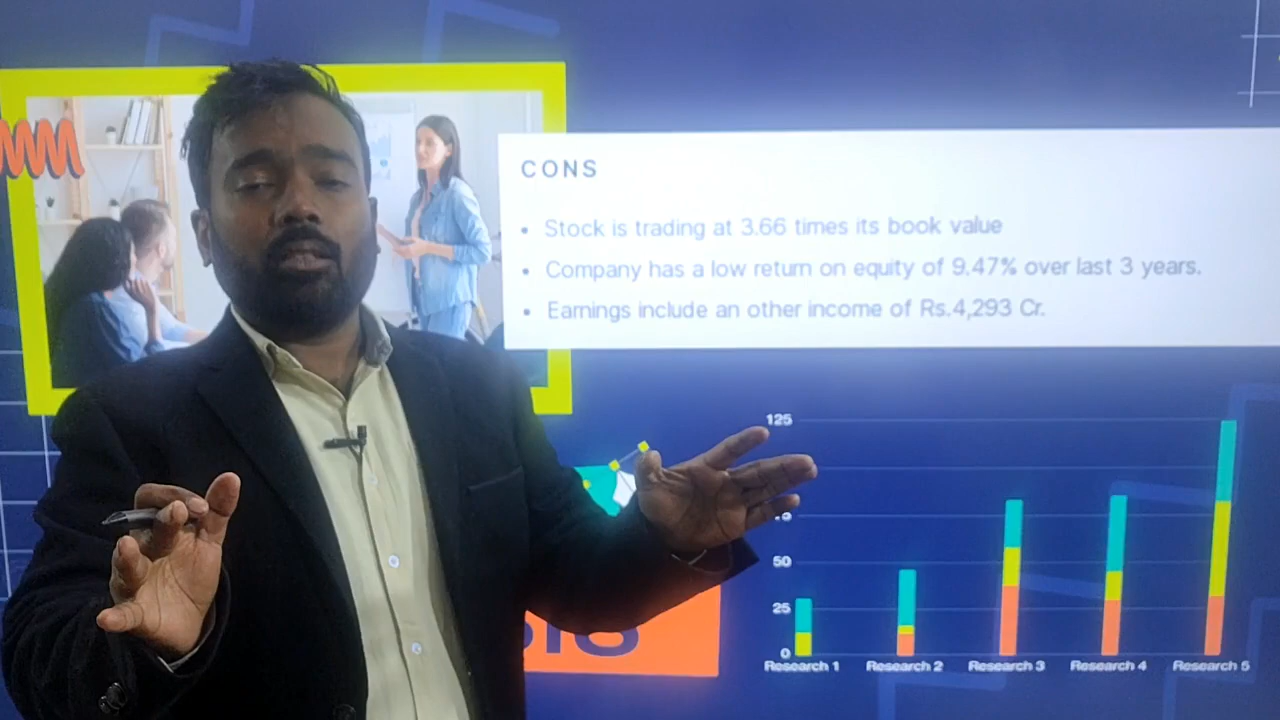 CONS
• Stock is trading at 3.66 times its book value
• Company has a low return on equity of 9.47% over last 3 years.
• Earnings include an other income of Rs.4,293 Cr.
125
50
25
0
Research 1 Research 2 Research 3 Research 4 Research 5